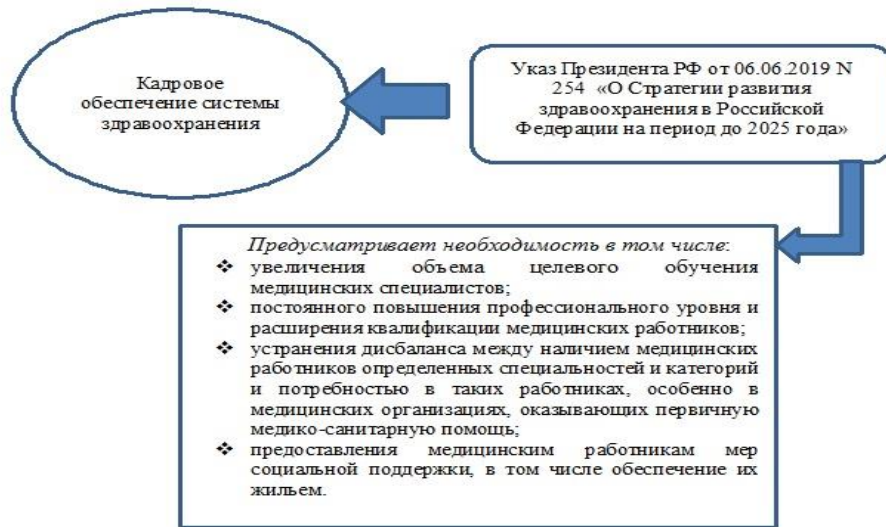 Кадровое
обеспечение системы
здравоохранения
Указ Президента РФ от 06.06.2019 N
254 «О Стратегии развития
здравоохранения в Российской
Федерации на период до 2025 года»
Предусматривает необходимость в том числе:
❖ увеличения объема целевого обучения
медицинских специалистов;
❖ постоянного повышения профессионального уровня и
расширения квалификации медицинских работников;
❖ устранения дисбаланса между наличием медицинских
работников определенных специальностей и категорий
и потребностью в таких работниках, особенно в
медицинских организациях, оказывающих первичную
медико-санитарную помощь;
❖ предоставления медицинским работникам мер
социальной поддержки, в том числе обеспечение их
жильем.